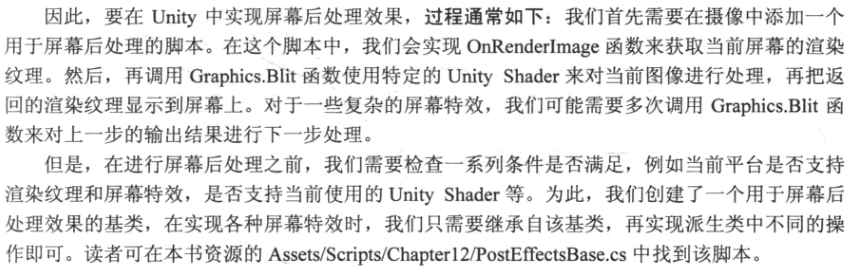 因此，要在 Unity 中实现屏幕后处理效果，过程通常如下：我们首先需要在摄像中添加一个
用于屏幕后处理的脚本。在这个脚本中，我们会实现 OnRenderImage 函数来获取当前屏幕的渲染
纹理。然后，再调用 Graphics.Blit 函数使用特定的 Unity Shader 来对当前图像进行处理，再把返
回的渲染纹理显示到屏幕上。对于一些复杂的屏幕特效，我们可能需要多次调用 Graphics.Blit 函
数来对上一步的输出结果进行下一步处理。
但是，在进行屏幕后处理之前，我们需要检查一系列条件是否满足，例如当前平台是否支持
渲染纹理和屏幕特效，是否支持当前使用的 Unity Shader 等。为此，我们创建了一个用于屏幕后
处理效果的基类，在实现各种屏幕特效时，我们只需要继承自该基类，再实现派生类中不同的操
作即可。读者可在本书资源的 Assets/Scripts/Chapter12/PostEffectsBase.cs 中找到该脚本。